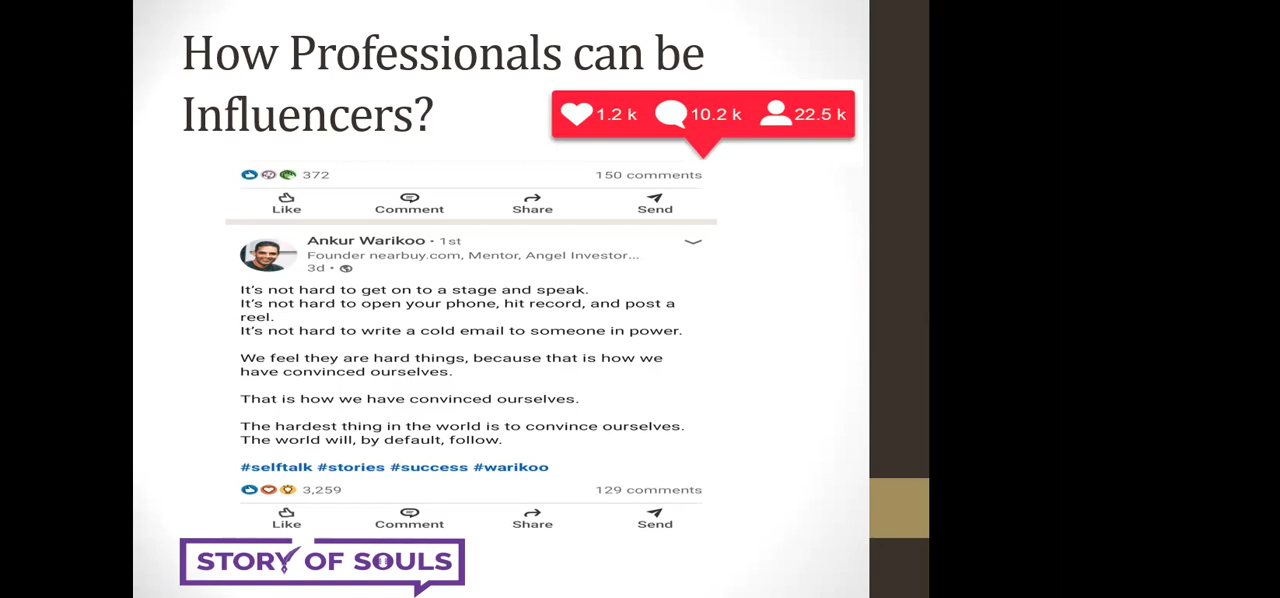 How Professionals can be
Influencers?
1.2 k 10.2 k 22.5 k
372 150 comments
Like Comment Share Send
Ankur Warikoo · 1st
Founder nearbuy.com, Mentor, Angel Investor...
3d ·
It's not hard to get on to a stage and speak.
It's not hard to open your phone, hit record, and post a
reel.
It's not hard to write a cold email to someone in power.
We feel they are hard things, because that is how we
have convinced ourselves.
That is how we have convinced ourselves.
The hardest thing in the world is to convince ourselves.
The world will, by default, follow.
#selftalk #stories #success #warikoo
3,259 129 comments
Like Comment Share Send
STORY OF SOULS